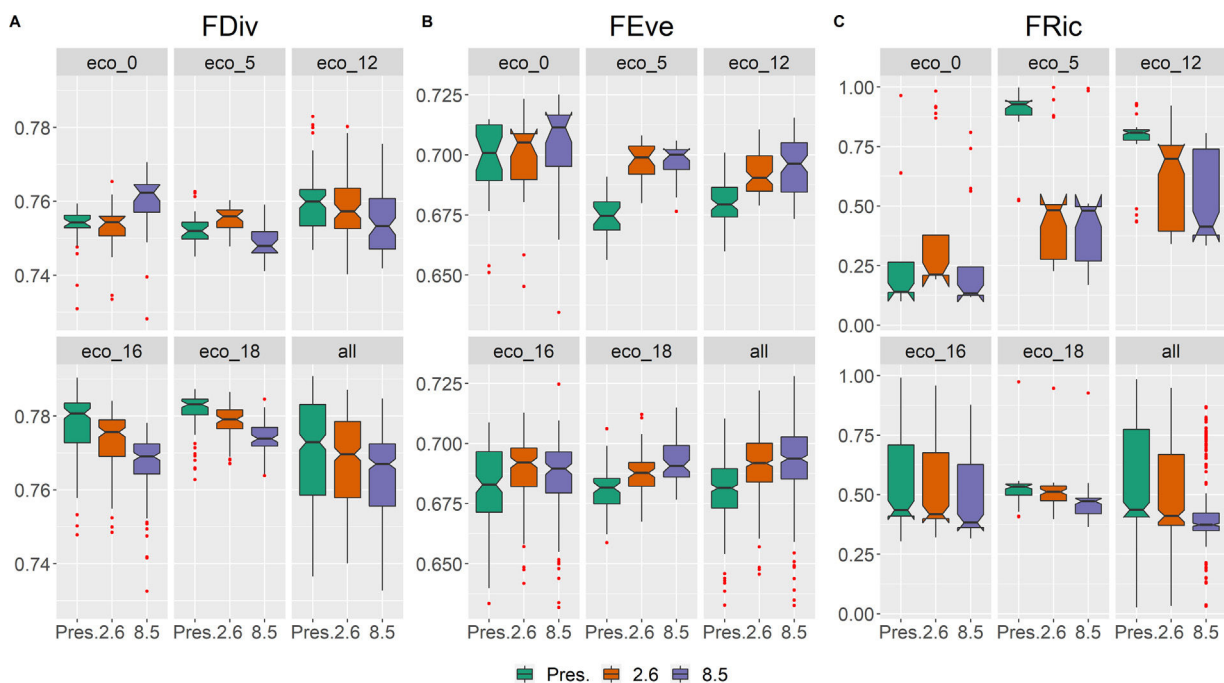 A FDiv
eco_0 eco_5 eco_12
0.78
0.76
0.74
eco_16 eco_18 all
0.78
0.76
0.74
Pres. 2.6 8.5 Pres. 2.6 8.5 Pres. 2.6 8.5
B FEve
eco_0 eco_5 eco_12
0.725
0.700
0.675
0.650
eco_16 eco_18 all
0.725
0.700
0.675
0.650
Pres. 2.6 8.5 Pres. 2.6 8.5 Pres. 2.6 8.5
C FRic
eco_0 eco_5 eco_12
1.00
0.75
0.50
0.25
0.00
eco_16 eco_18 all
1.00
0.75
0.50
0.25
0.00
Pres. 2.6 8.5 Pres. 2.6 8.5 Pres. 2.6 8.5
Pres. 2.6 8.5